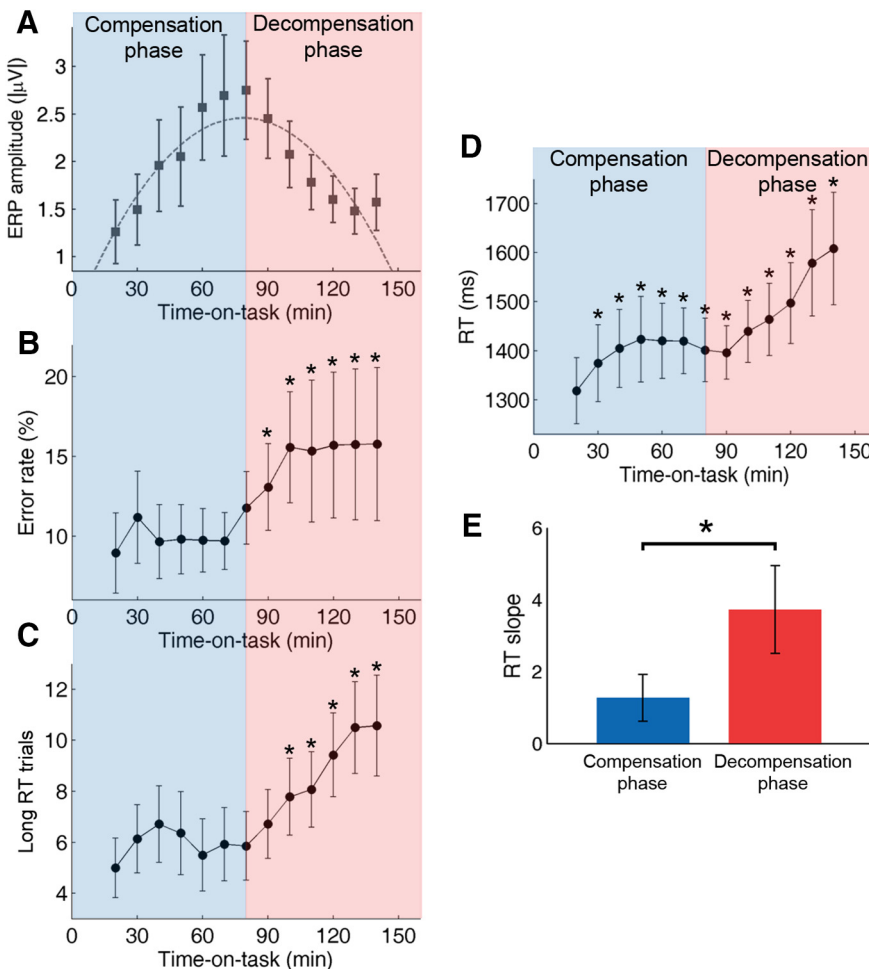 A
Compensation
phase
Decompensation
phase
ERP amplitude (|µV|)
3
2.5
2
1.5
1
0 30 60 90 120 150
Time-on-task (min)
B
Error rate (%)
20
15
10
* * * * * *
0 30 60 90 120 150
Time-on-task (min)
C
Long RT trials
12
10
8
6
4
* * * * *
0 30 60 90 120 150
Time-on-task (min)
D
Compensation
phase
Decompensation
phase
RT (ms)
1700
1600
1500
1400
1300
* * * * * * * * * * * *
0 30 60 90 120 150
Time-on-task (min)
E
RT slope
6
4
2
0
*
Compensation
phase
Decompensation
phase